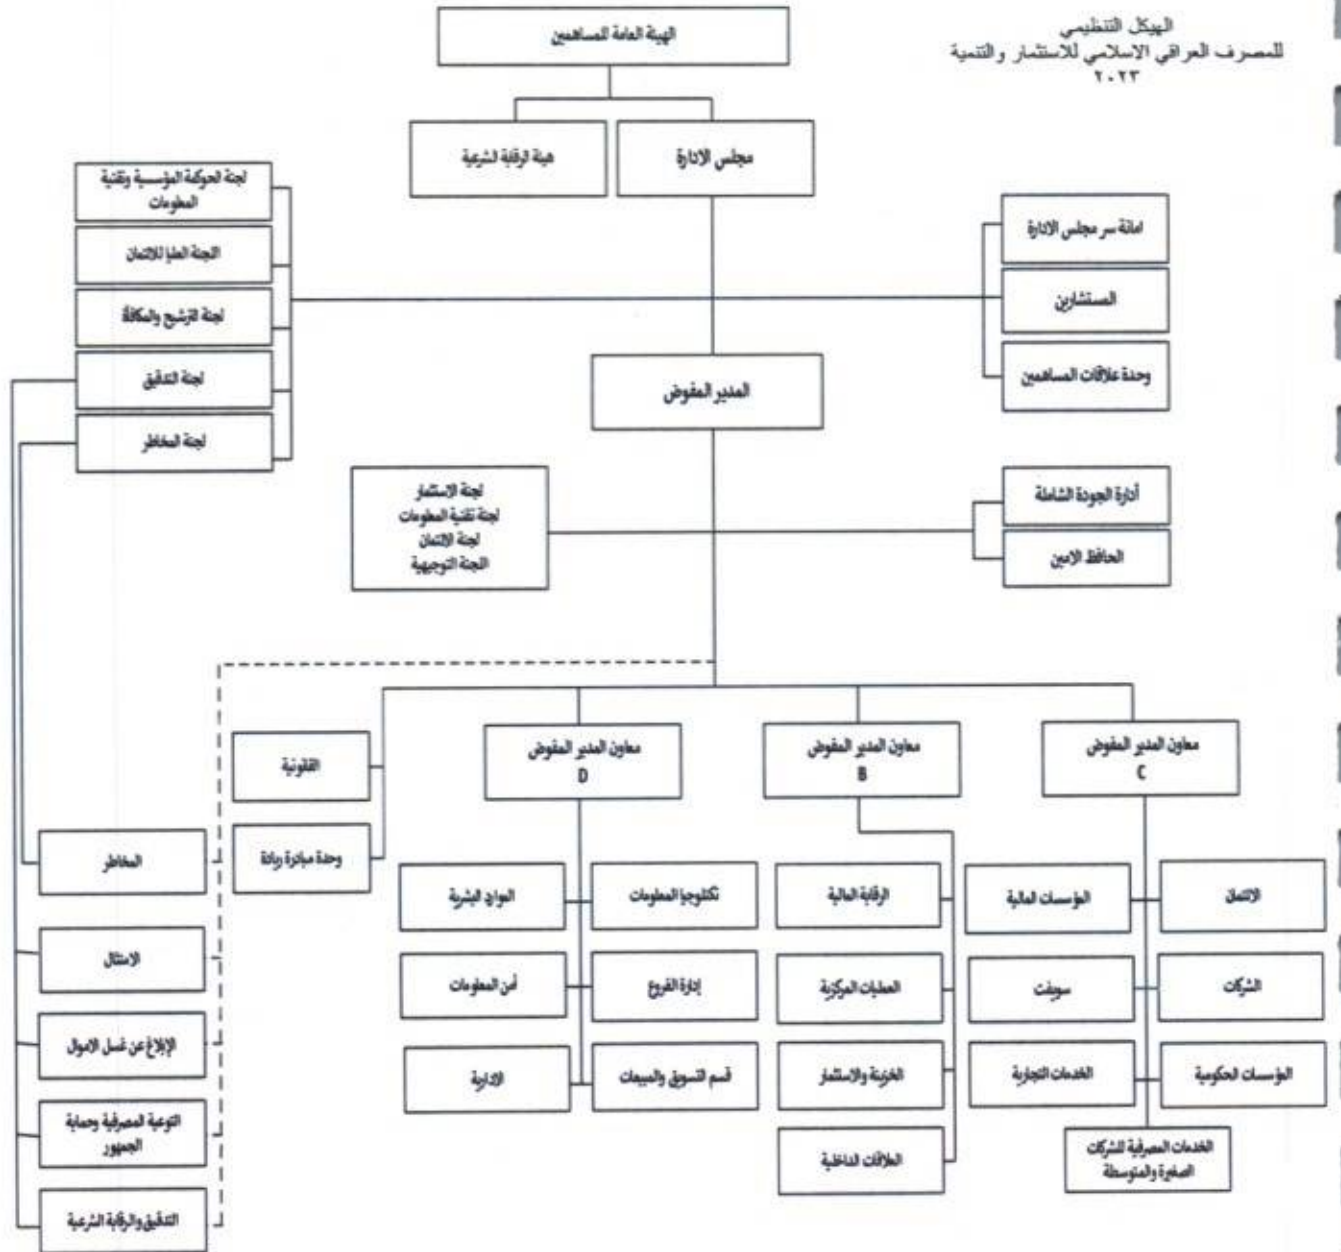 الهيكل التنظيمي
للمصرف العراقي الاسلامي للاستثمار والتنمية
٢٠٢٣
الهيئة العامة للمساهمين
مجلس الادارة
هيئة الرقابة الشرعية
امانة سر مجلس الادارة
المستشارين
وحدة علاقات المساهمين
لجنة الحوكمة المؤسسية وتقنية
المعلومات
اللجنة العليا للائتمان
لجنة الترشيح والمكافأة
لجنة التدقيق
لجنة المخاطر
المدير المفوض
أدارة الجودة الشاملة
الحافظ الامين
لجنة الاستثمار
لجنة تقنية المعلومات
لجنة الائتمان
اللجنة التوجيهية
معاون المدير المفوض
C
معاون المدير المفوض
B
معاون المدير المفوض
D
القانونية
وحدة مبادرة ريادة
الائتمان
المؤسسات المالية
الشركات
سويفت
المؤسسات الحكومية
الخدمات التجارية
الخدمات المصرفية للشركات
الصغيرة والمتوسطة
الرقابة المالية
العمليات المركزية
الخزينة والاستثمار
العلاقات الداخلية
تكنلوجيا المعلومات
الموارد البشرية
إدارة الفروع
أمن المعلومات
قسم التسويق والمبيعات
الادارية
المخاطر
الامتثال
الإبلاغ عن غسل الاموال
التوعية المصرفية وحماية
الجمهور
التدقيق والرقابة الشرعية